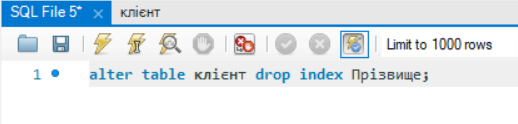 SQL File 5* × клієнт
Limit to 1000 rows
1 alter table клієнт drop index Прізвище;